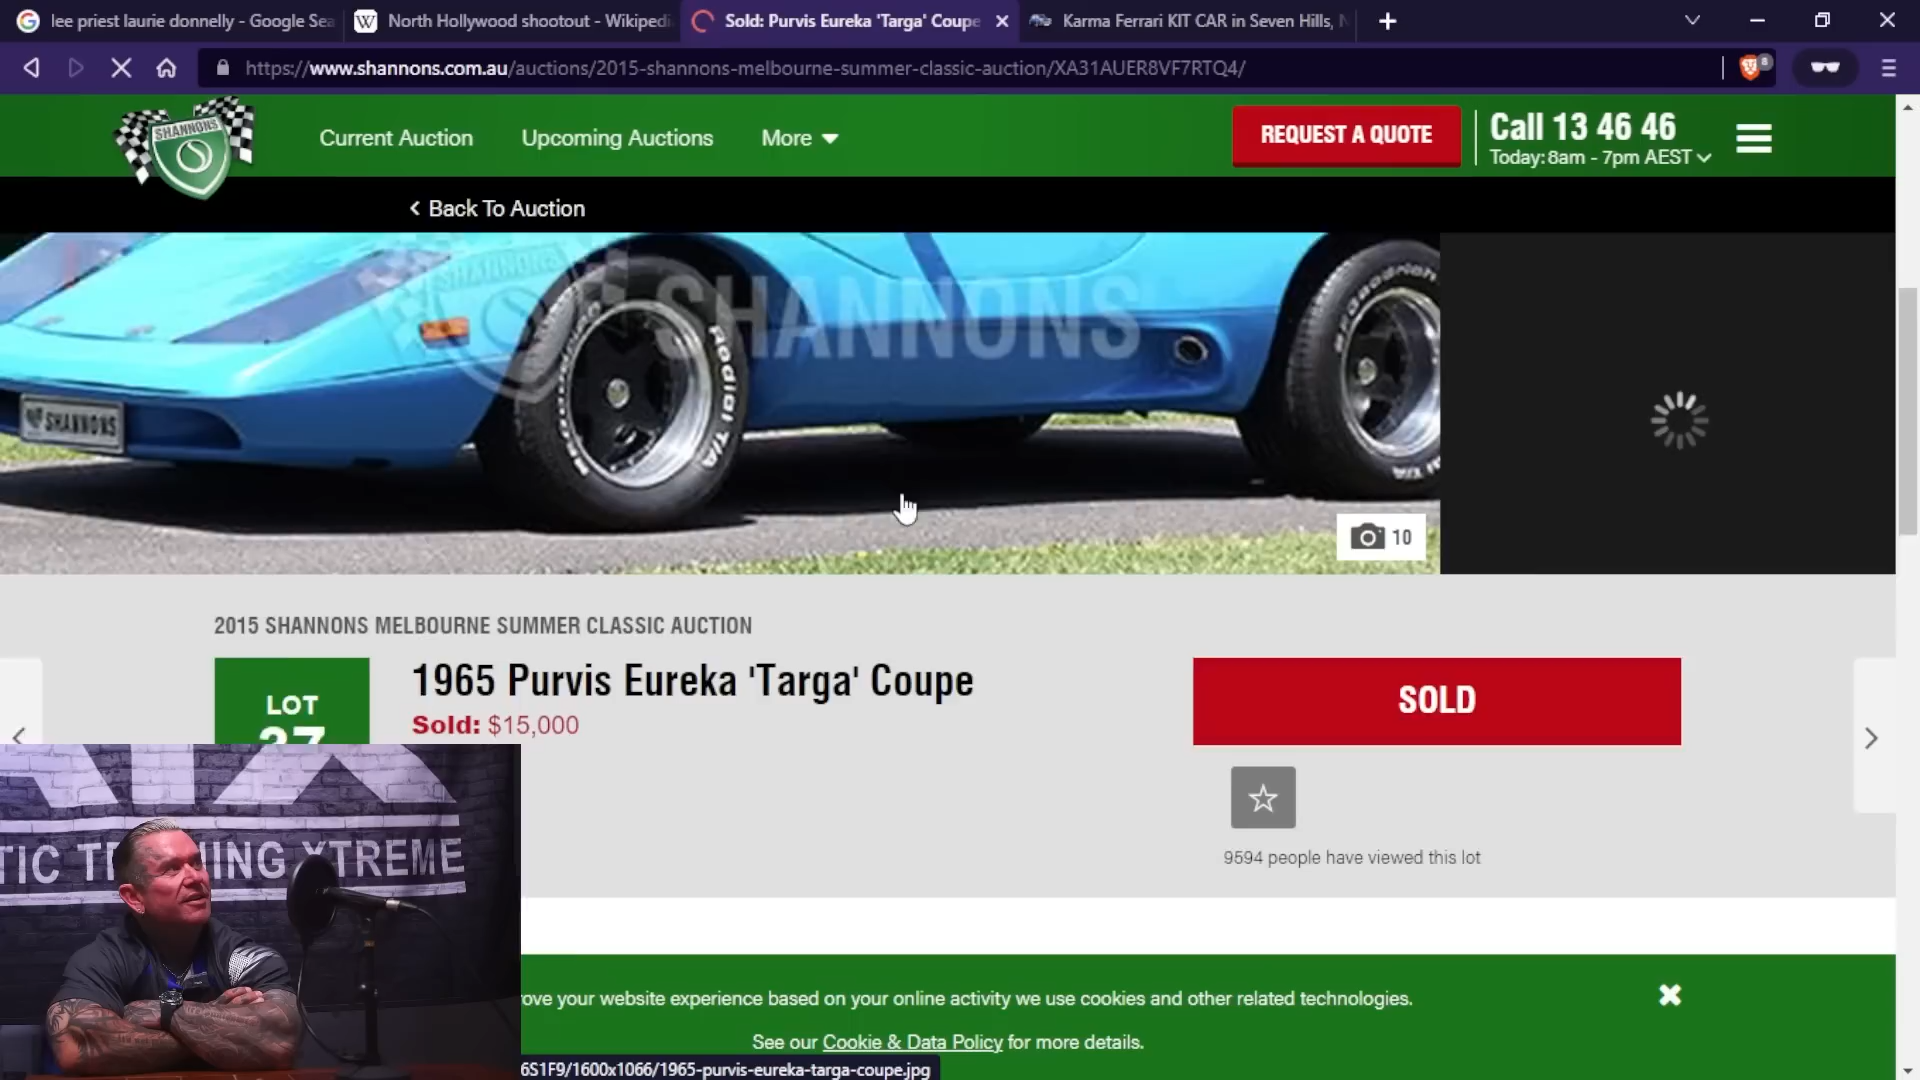 lee priest laurie donnelly - Google Sea
North Hollywood shootout - Wikipedi
Sold: Purvis Eureka 'Targa' Coupe
Karma Ferrari KIT CAR in Seven Hills, N
https://www.shannons.com.au/auctions/2015-shannons-melbourne-summer-classic-auction/XA31AUER8VF7RTQ4/
8
SHANNONS
Current Auction
Upcoming Auctions
More
REQUEST A QUOTE
Call 13 46 46
Today: 8am - 7pm AEST
Back To Auction
SHANNONS
SHANNONS
Radial T/A
SHANNONS
10
2015 SHANNONS MELBOURNE SUMMER CLASSIC AUCTION
LOT
37
1965 Purvis Eureka 'Targa' Coupe
Sold: $15,000
SOLD
9594 people have viewed this lot
TIC TR NING XTREME
ove your website experience based on your online activity we use cookies and other related technologies.
See our Cookie & Data Policy for more details.
6S1F9/1600x1066/1965-purvis-eureka-targa-coupe.jpg